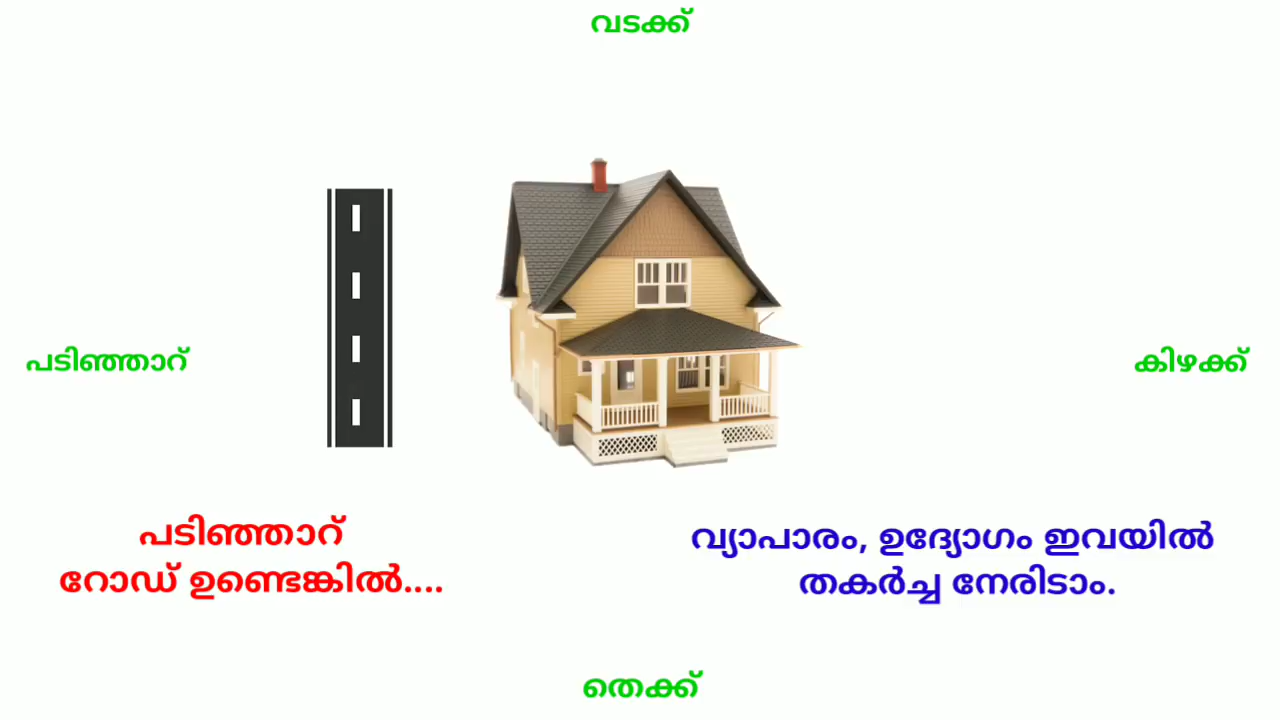 വടക്ക്
പടിഞ്ഞാറ്
കിഴക്ക്
പടിഞ്ഞാറ്
റോഡ് ഉണ്ടെങ്കിൽ....
വ്യാപാരം, ഉദ്യോഗം ഇവയിൽ
തകർച്ച നേരിടാം.
തെക്ക്